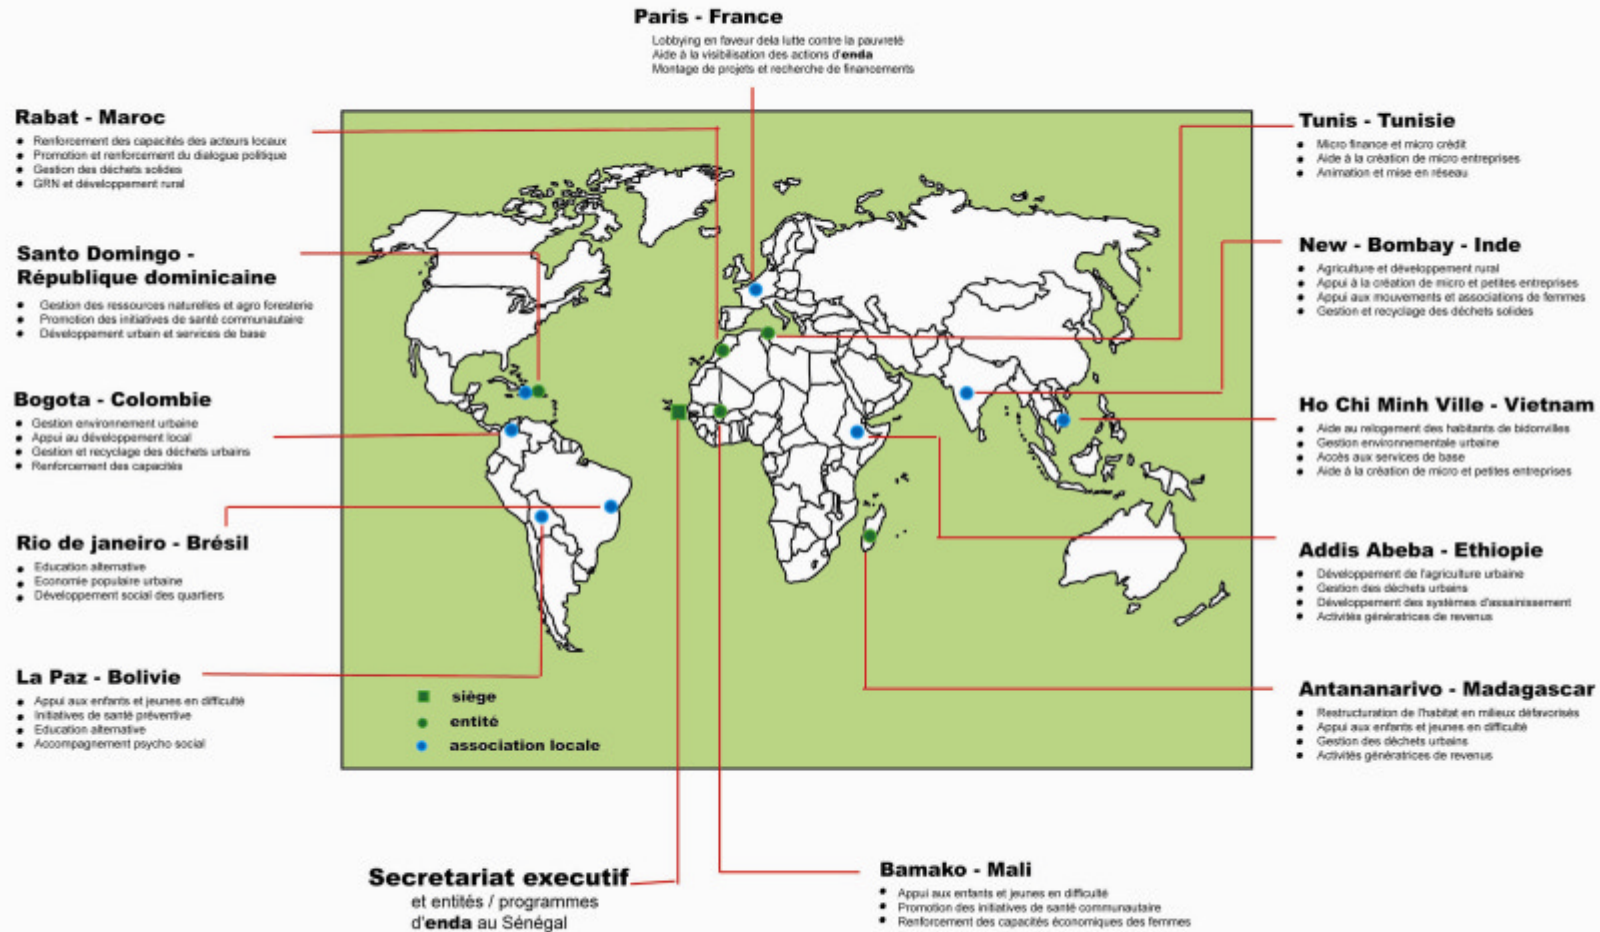 Paris - France
Lobbying en faveur dela lutte contre la pauvreté
Aide à la visibilisation des actions d'enda
Montage de projets et recherche de financements
Rabat - Maroc
Renforcement des capacités des acteurs locaux
Promotion et renforcement du dialogue politique
Gestion des déchets solides
GRN et développement rural
Santo Domingo -
République dominicaine
Gestion des ressources naturelles et agro foresterie
Promotion des initiatives de santé communautaire
Développement urbain et services de base
Bogota - Colombie
Gestion environnement urbaine
Appui au développement local
Gestion et recyclage des déchets urbains
Renforcement des capacités
Rio de janeiro - Brésil
Education alternative
Economie populaire urbaine
Développement social des quartiers
La Paz - Bolivie
Appui aux enfants et jeunes en difficulté
Initiatives de santé préventive
Education alternative
Accompagnement psycho social
siège
entité
association locale
Tunis - Tunisie
Micro finance et micro crédit
Aide à la création de micro entreprises
Animation et mise en réseau
New - Bombay - Inde
Agriculture et développement rural
Appui à la création de micro et petites entreprises
Appui aux mouvements et associations de femmes
Gestion et recyclage des déchets solides
Ho Chi Minh Ville - Vietnam
Aide au relogement des habitants de bidonvilles
Gestion environnementale urbaine
Accès aux services de base
Aide à la création de micro et petites entreprises
Addis Abeba - Ethiopie
Développement de l'agriculture urbaine
Gestion des déchets urbains
Développement des systèmes d'assainissement
Activités génératrices de revenus
Antananarivo - Madagascar
Restructuration de l'habitat en milieux défavorisés
Appui aux enfants et jeunes en difficulté
Gestion des déchets urbains
Activités génératrices de revenus
Secretariat executif
et entités / programmes
d'enda au Sénégal
Bamako - Mali
Appui aux enfants et jeunes en difficulté
Promotion des initiatives de santé communautaire
Renforcement des capacités économiques des femmes